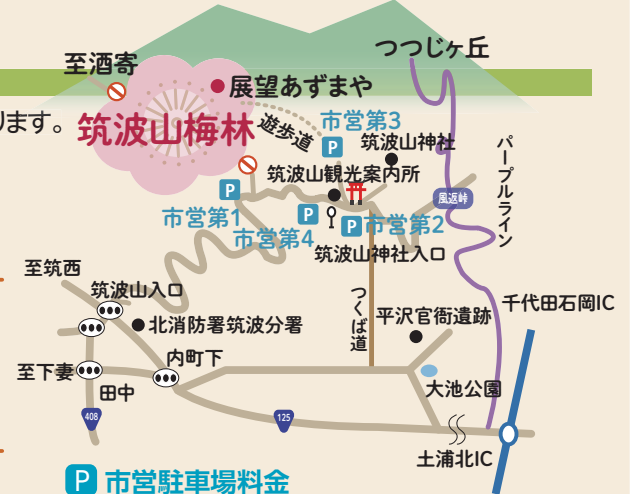 つつじヶ丘
至酒寄
展望あずまや
ります。
筑波山梅林
遊歩道
市営第3
P
筑波山神社
パープルライン
筑波山観光案内所
P
風返峠
市営第1
P
市営第4
P
市営第2
筑波山神社入口
至筑西
筑波山入口
つくば道
千代田石岡IC
北消防署筑波分署
平沢官衙遺跡
内町下
至下妻
田中
大池公園
408
125
土浦北IC
P 市営駐車場料金